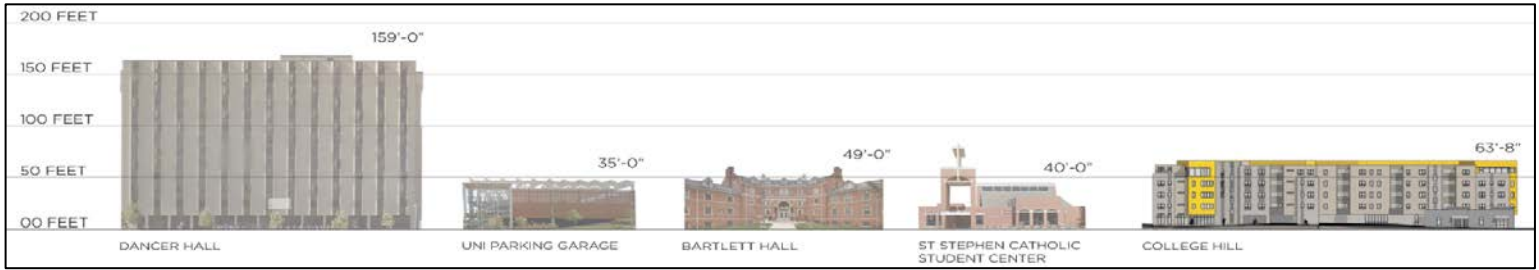 200 FEET
159'-0"
150 FEET
100 FEET
35'-0"
49'-0"
40'-0"
63'-8"
50 FEET
00 FEET
DANCER HALL
UNI PARKING GARAGE
BARTLETT HALL
ST STEPHEN CATHOLIC
STUDENT CENTER
COLLEGE HILL